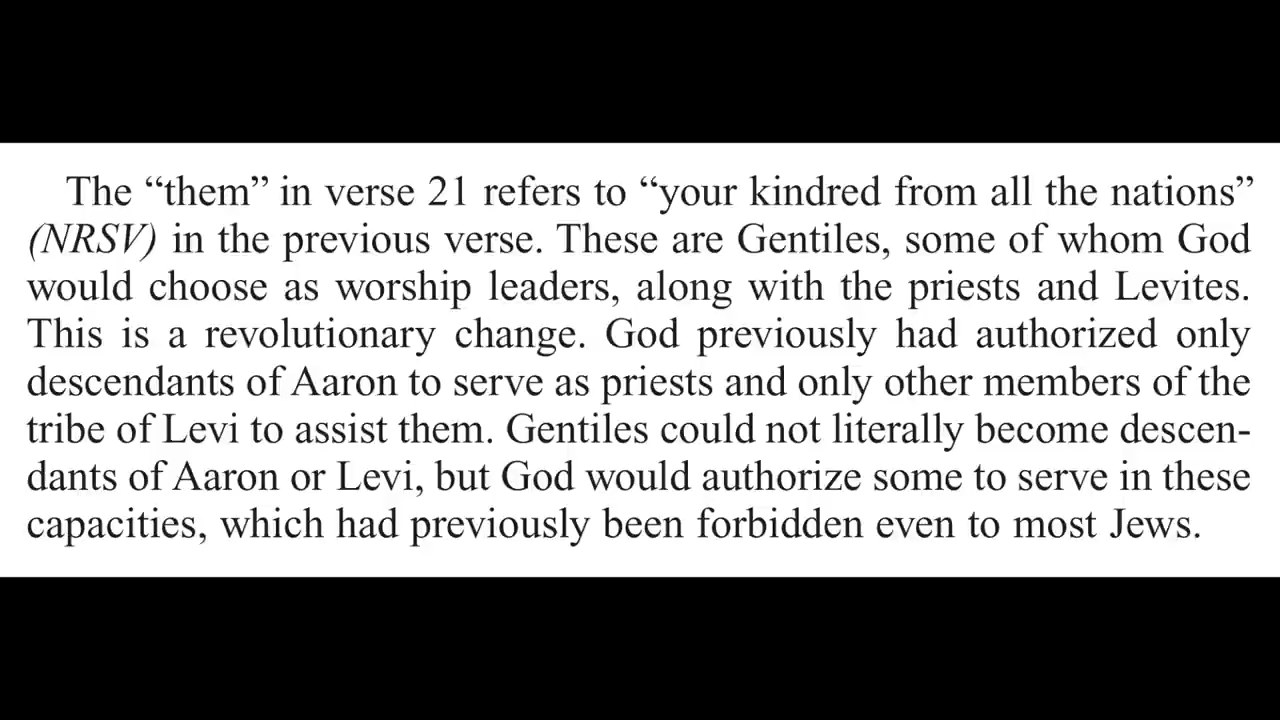 The “them” in verse 21 refers to “your kindred from all the nations”
(NRSV) in the previous verse. These are Gentiles, some of whom God
would choose as worship leaders, along with the priests and Levites.
This is a revolutionary change. God previously had authorized only
descendants of Aaron to serve as priests and only other members of the
tribe of Levi to assist them. Gentiles could not literally become descen-
dants of Aaron or Levi, but God would authorize some to serve in these
capacities, which had previously been forbidden even to most Jews.